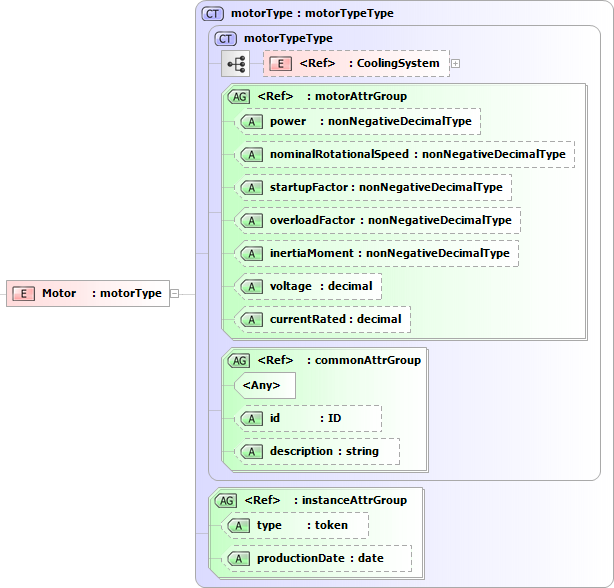 CT motorType : motorTypeType
CT motorTypeType
E <Ref> : CoolingSystem
AG <Ref> : motorAttrGroup
A power : nonNegativeDecimalType
A nominalRotationalSpeed : nonNegativeDecimalType
A startupFactor : nonNegativeDecimalType
A overloadFactor : nonNegativeDecimalType
A inertiaMoment : nonNegativeDecimalType
A voltage : decimal
E Motor : motorType
A currentRated : decimal
AG <Ref> : commonAttrGroup
<Any>
A id : ID
A description : string
AG <Ref> : instanceAttrGroup
A type : token
A productionDate : date